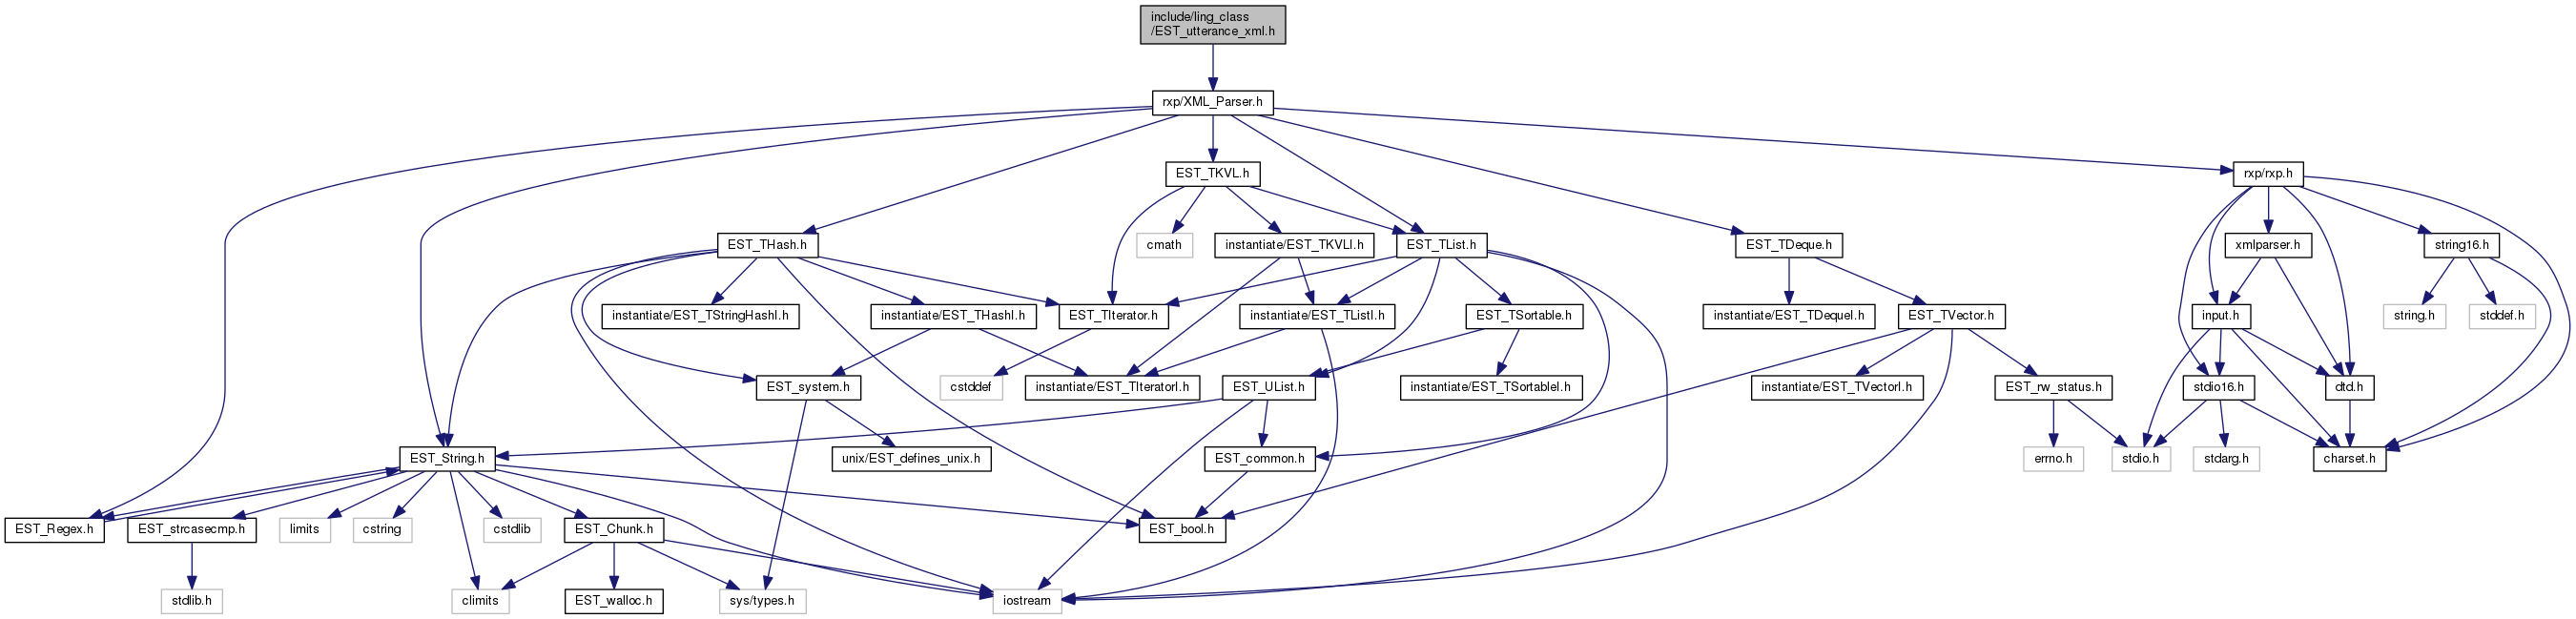 include/ling_class
/EST_utterance_xml.h
rxp/XML_Parser.h
EST_TKVL.h
rxp/rxp.h
EST_THash.h
cmath
instantiate/EST_TKVLI.h
EST_TList.h
EST_TDeque.h
xmlparser.h
string16.h
instantiate/EST_TStringHashI.h
instantiate/EST_THashI.h
EST_TIterator.h
instantiate/EST_TListI.h
EST_TSortable.h
instantiate/EST_TDequeI.h
EST_TVector.h
input.h
string.h
stddef.h
EST_system.h
cstddef
instantiate/EST_TIteratorI.h
EST_UList.h
instantiate/EST_TSortableI.h
instantiate/EST_TVectorI.h
EST_rw_status.h
stdio16.h
dtd.h
EST_String.h
unix/EST_defines_unix.h
EST_common.h
errno.h
stdio.h
stdarg.h
charset.h
EST_Regex.h
EST_strcasecmp.h
limits
cstring
cstdlib
EST_Chunk.h
EST_bool.h
stdlib.h
climits
EST_walloc.h
sys/types.h
iostream